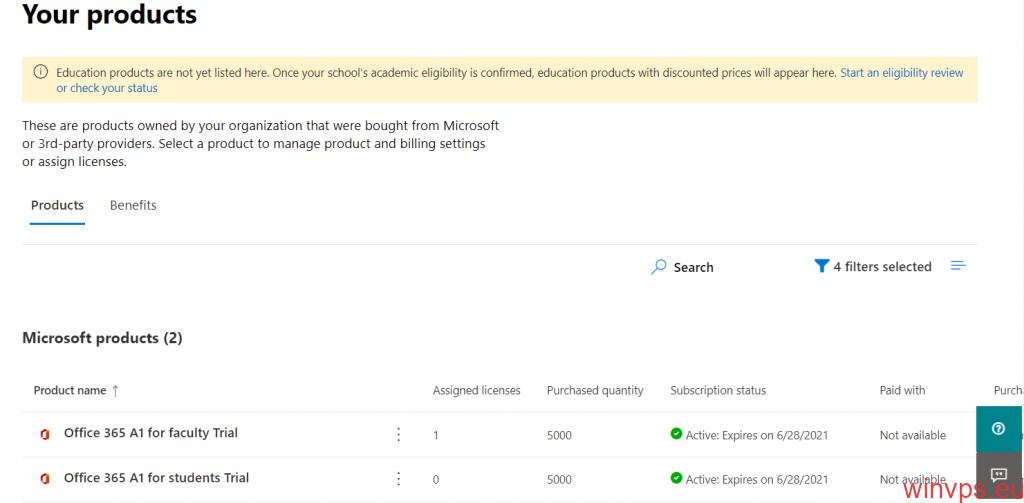 Your products
Education products are not yet listed here. Once your school's academic eligibility is confirmed, education products with discounted prices will appear here. Start an eligibility review
or check your status
These are products owned by your organization that were bought from Microsoft
or 3rd-party providers. Select a product to manage product and billing settings
or assign licenses.
Products Benefits
Search 4 filters selected
Microsoft products (2)
Product name ↑ Assigned licenses Purchased quantity Subscription status Paid with Purch
Office 365 A1 for faculty Trial 1 5000 Active: Expires on 6/28/2021 Not available
Office 365 A1 for students Trial 0 5000 Active: Expires on 6/28/2021 Not available
winvps.eu